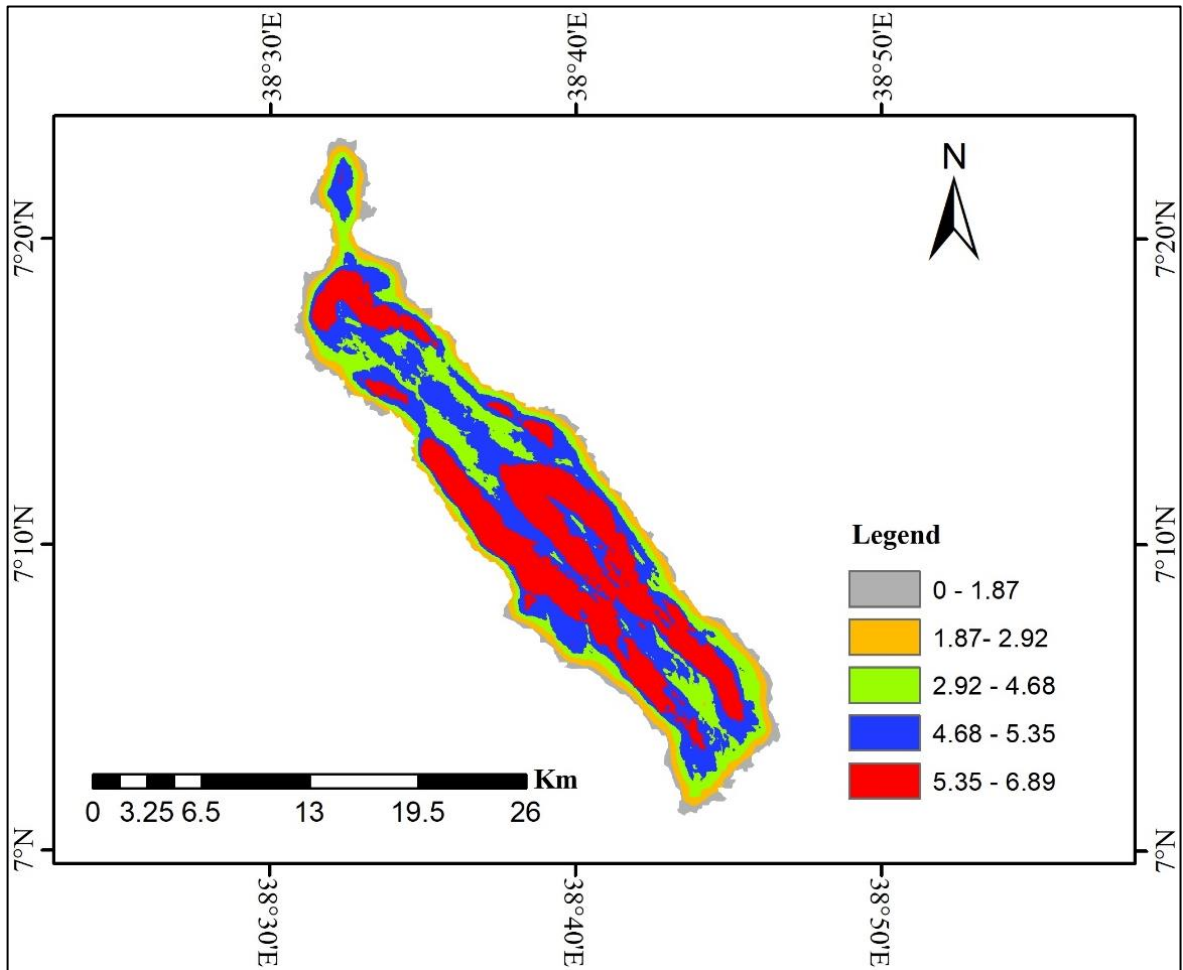 38°30'E 38°40'E 38°50'E
N
7°20'N 7°20'N
7°10'N 7°10'N
Legend
0 - 1.87
1.87- 2.92
2.92 - 4.68
4.68 - 5.35
5.35 - 6.89
Km
0 3.25 6.5 13 19.5 26
7°N 7°N
38°30'E 38°40'E 38°50'E